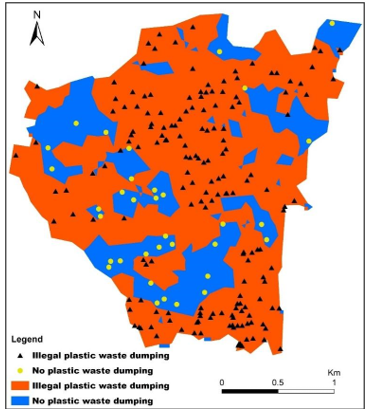 N
Legend
Illegal plastic waste dumping
No plastic waste dumping
Illegal plastic waste dumping
No plastic waste dumping
Km
0 0.5 1